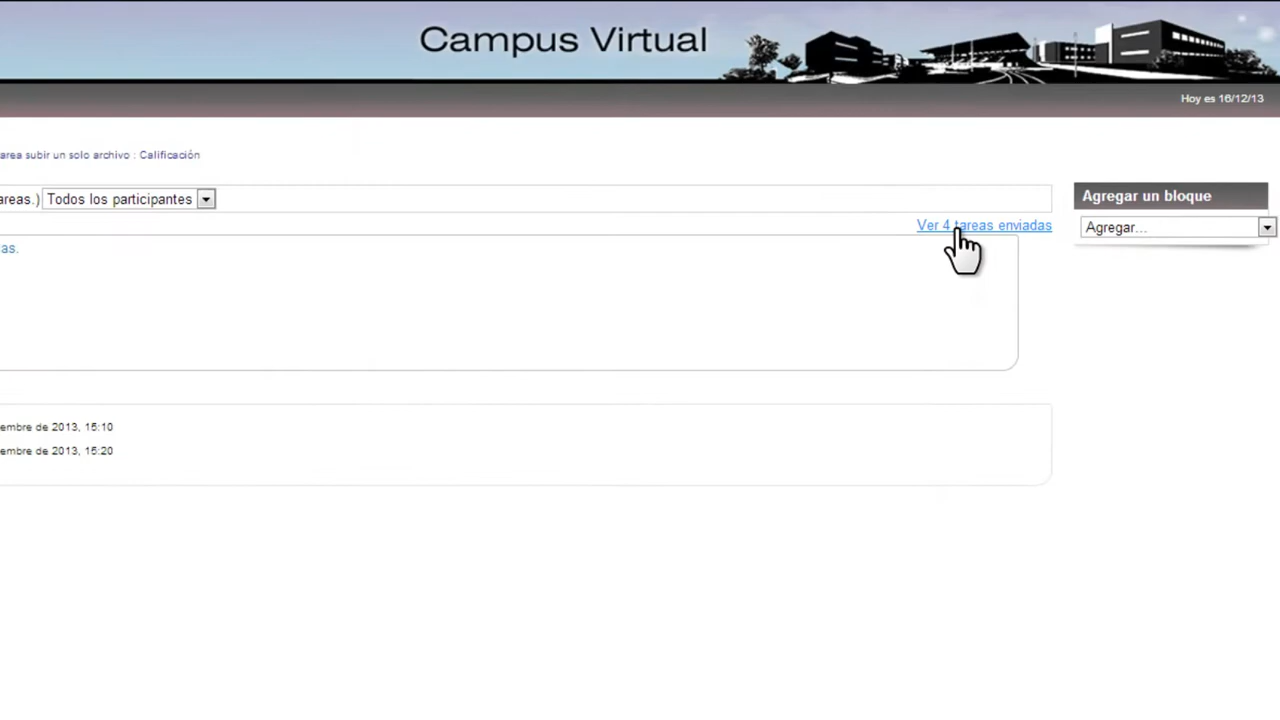 Campus Virtual
Hoy es 16/12/13
area subir un solo archivo : Calificación
areas.) Todos los participantes
Agregar un bloque
Ver 4 tareas enviadas
Agregar...
as.
embre de 2013, 15:10
embre de 2013, 15:20